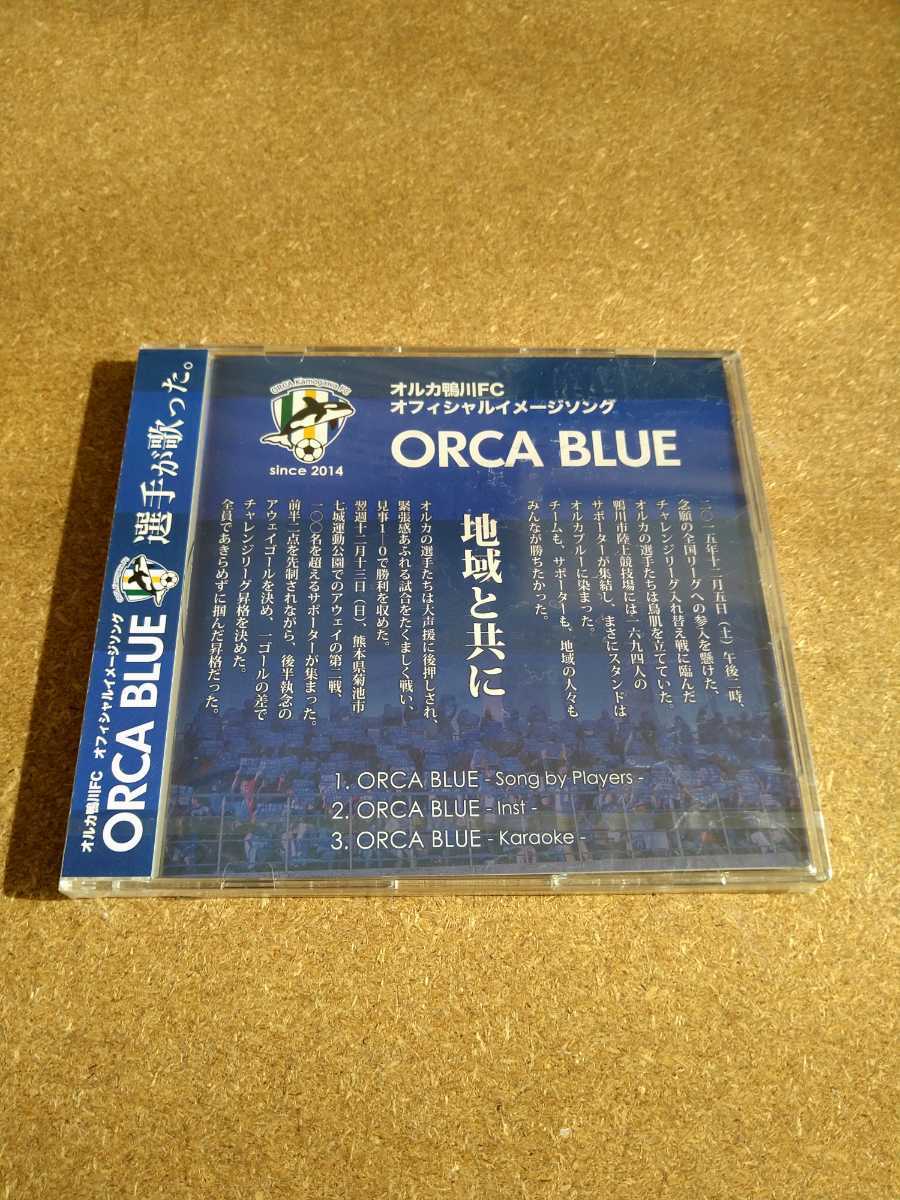 選手が歌った。
オルカ鴨川FC オフィシャルイメージソング
ORCA BLUE
ORCA Kamogawa FC
since 2014
オルカ鴨川FC
オフィシャルイメージソング
ORCA BLUE
二〇一五年十二月五日（土）午後一時、
念願の全国リーグへの参入を懸けた、
チャレンジリーグ入れ替え戦に臨んだ
オルカの選手たちは鳥肌を立てていた。
鴨川市陸上競技場には一六九四人の
サポーターが集結し、まさにスタンドは
オルカブルーに染まった。
チームも、サポーターも、地域の人々も
みんなが勝ちたかった。
地域と共に
オルカの選手たちは大声援に後押しされ、
緊張感あふれる試合をたくましく戦い、
見事1−0で勝利を収めた。
翌週十二月十三日（日）、熊本県菊池市
七城運動公園でのアウェイの第二戦、
一〇〇名を超えるサポーターが集まった。
前半二点を先制されながら、後半執念の
アウェイゴールを決め、一ゴールの差で
チャレンジリーグ昇格を決めた。
全員であきらめずに掴んだ昇格だった。
1. ORCA BLUE - Song by Players -
2. ORCA BLUE - Inst -
3. ORCA BLUE - Karaoke -